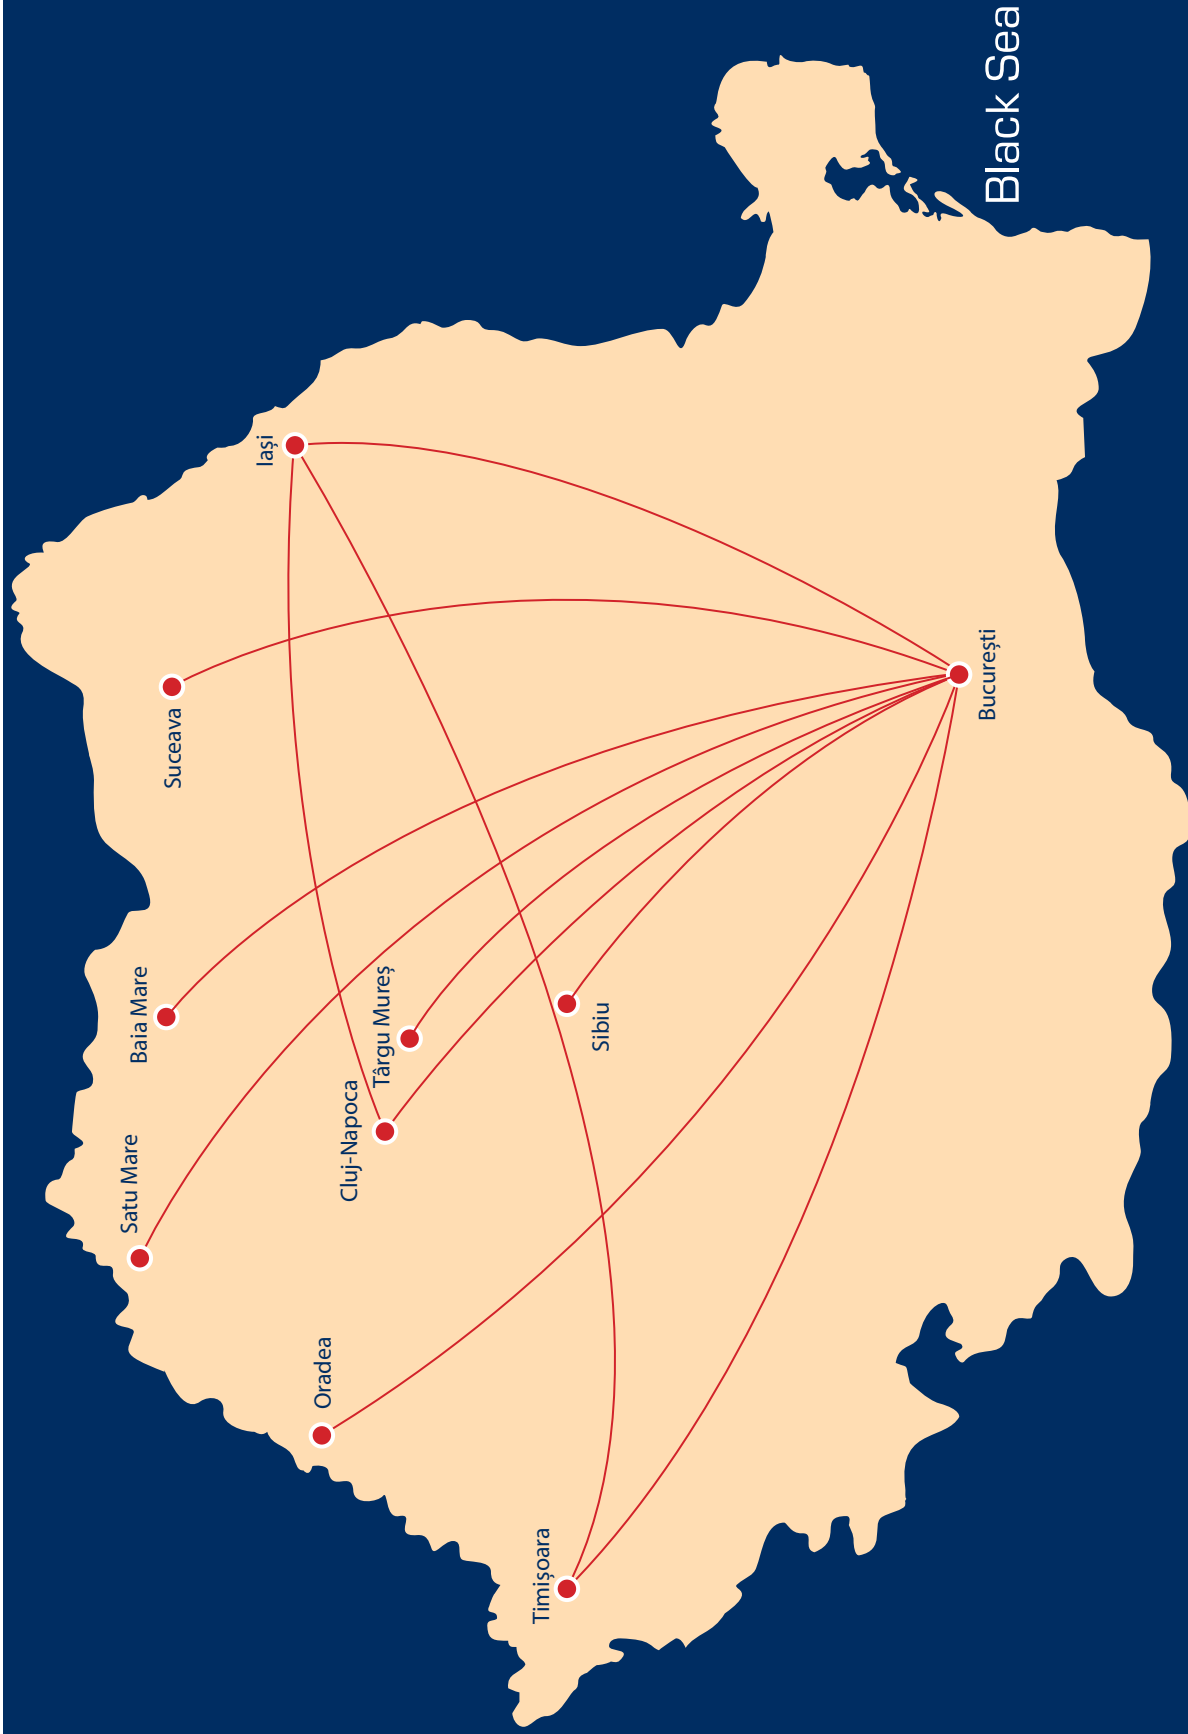 Satu Mare
Baia Mare
Suceava
Iași
Oradea
Cluj-Napoca
Târgu Mureș
Timișoara
Sibiu
București
Black Sea